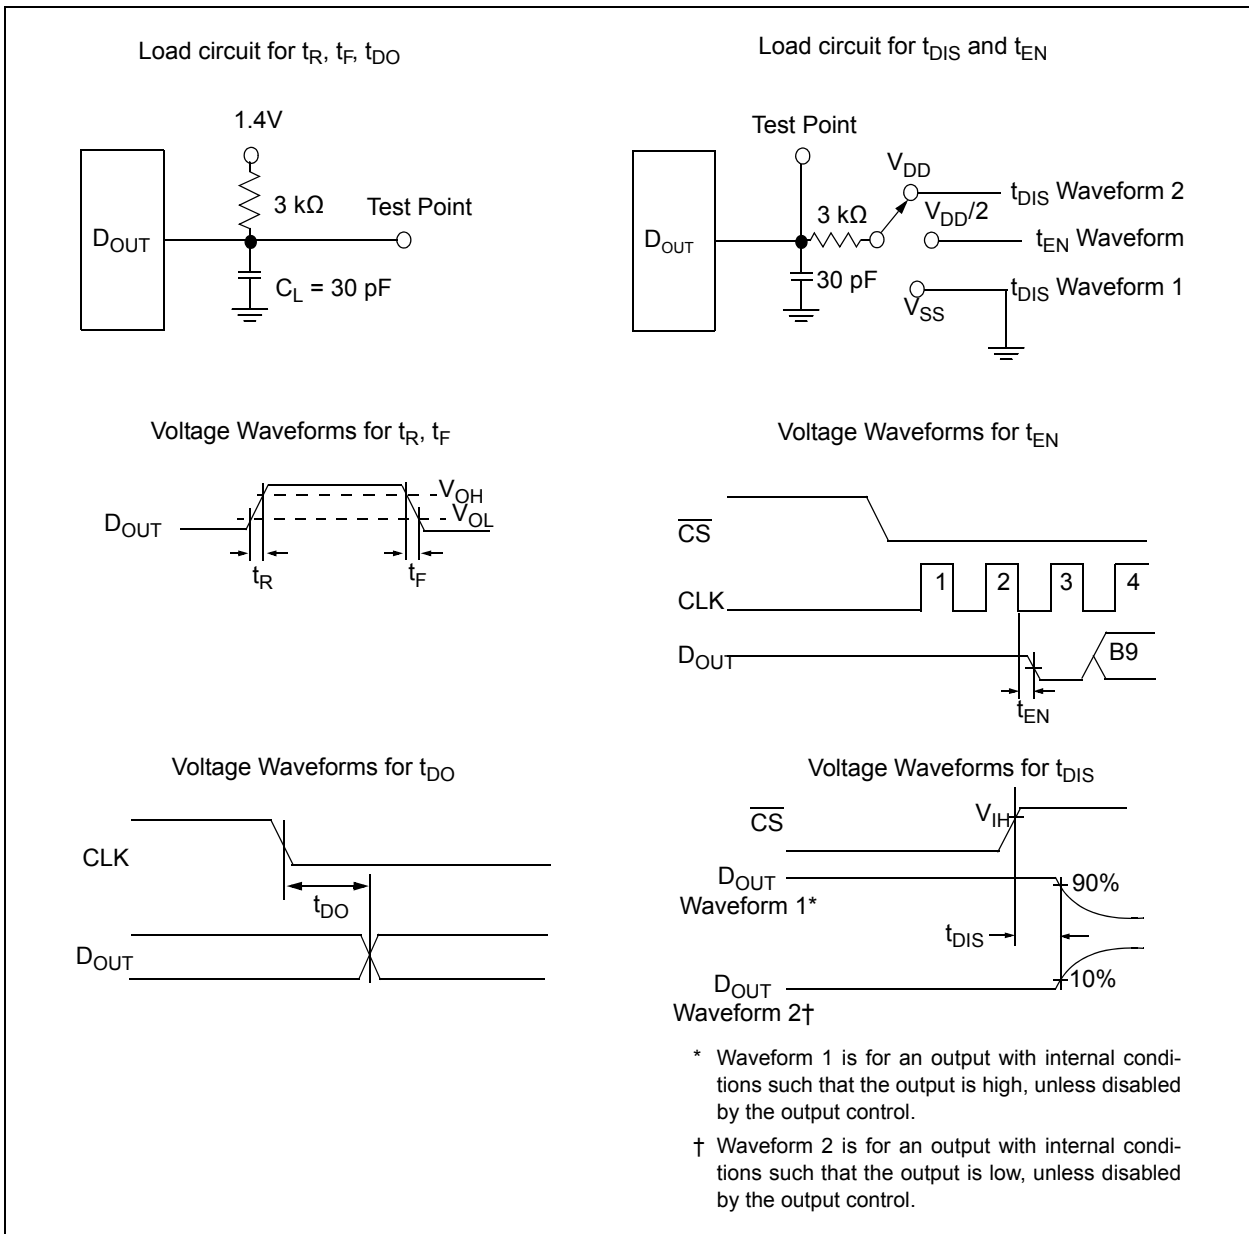 Load circuit for tR, tF, tDO
1.4V
3 kΩ
Test Point
DOUT
CL = 30 pF
Load circuit for tDIS and tEN
Test Point
VDD
tDIS Waveform 2
3 kΩ
VDD/2
DOUT
tEN Waveform
30 pF
tDIS Waveform 1
VSS
Voltage Waveforms for tR, tF
VOH
VOL
DOUT
tR
tF
Voltage Waveforms for tEN
CS
1 2 3 4
CLK
DOUT
B9
tEN
Voltage Waveforms for tDO
CLK
tDO
DOUT
Voltage Waveforms for tDIS
CS
VIH
DOUT
90%
Waveform 1*
tDIS
DOUT
10%
Waveform 2†
* Waveform 1 is for an output with internal condi-
tions such that the output is high, unless disabled
by the output control.
† Waveform 2 is for an output with internal condi-
tions such that the output is low, unless disabled
by the output control.